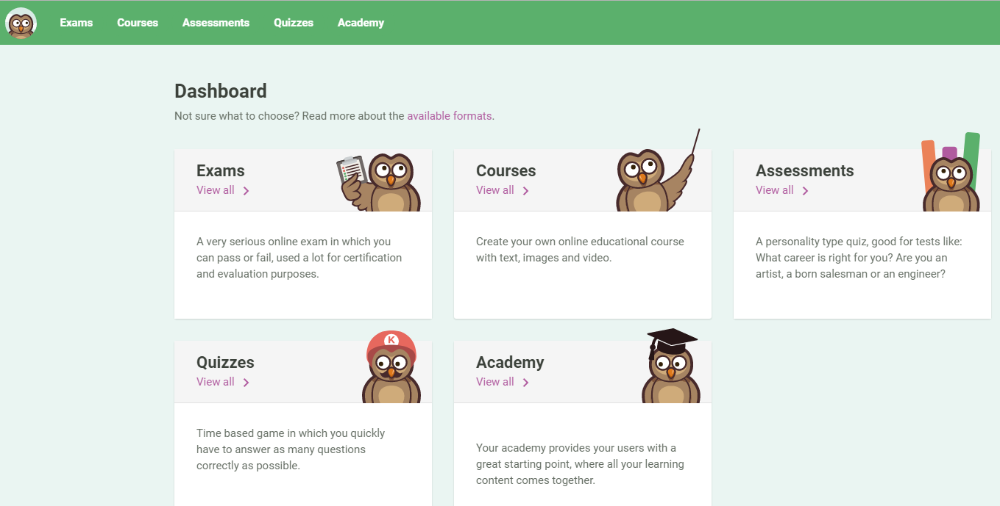 Exams Courses Assessments Quizzes Academy
Dashboard
Not sure what to choose? Read more about the available formats.
Exams
View all
A very serious online exam in which you
can pass or fail, used a lot for certification
and evaluation purposes.
Courses
View all
Create your own online educational course
with text, images and video.
Assessments
View all
A personality type quiz, good for tests like:
What career is right for you? Are you an
artist, a born salesman or an engineer?
K
Quizzes
View all
Time based game in which you quickly
have to answer as many questions
correctly as possible.
Academy
View all
Your academy provides your users with a
great starting point, where all your learning
content comes together.